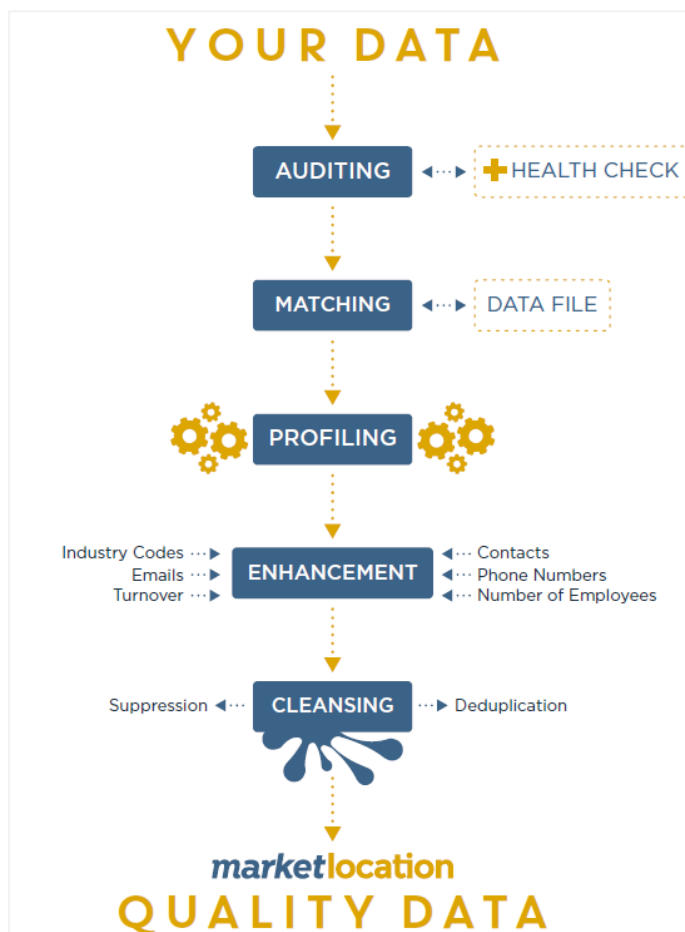 YOUR DATA
AUDITING
HEALTH CHECK
MATCHING
DATA FILE
PROFILING
Industry Codes
Emails
Turnover
ENHANCEMENT
Contacts
Phone Numbers
Number of Employees
Suppression
CLEANSING
Deduplication
marketlocation
QUALITY DATA